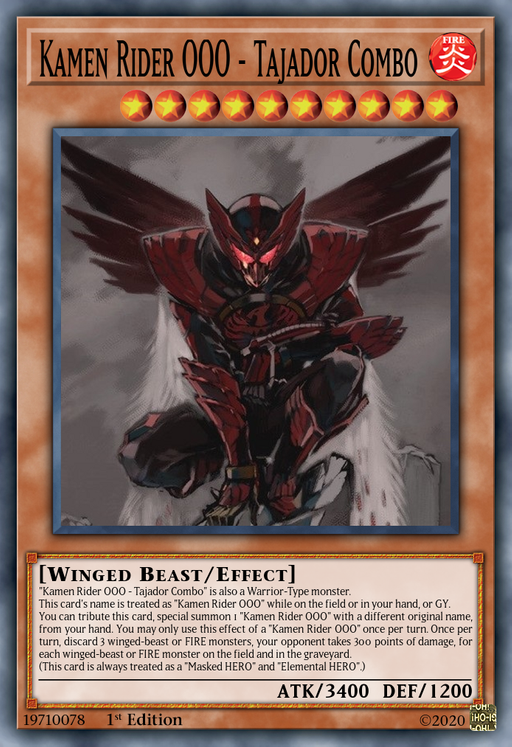 Kamen Rider OOO - Tajador Combo
FIRE
炎
[Winged Beast/Effect]
"Kamen Rider OOO - Tajador Combo" is also a Warrior-Type monster.
This card's name is treated as "Kamen Rider OOO" while on the field or in your hand, or GY.
You can tribute this card, special summon 1 "Kamen Rider OOO" with a different original name,
from your hand. You may only use this effect of a "Kamen Rider OOO" once per turn. Once per
turn, discard 3 winged-beast or FIRE monsters, your opponent takes 300 points of damage, for
each winged-beast or FIRE monster on the field and in the graveyard.
(This card is always treated as a "Masked HERO" and "Elemental HERO".)
ATK/3400 DEF/1200
19710078 1st Edition ©2020